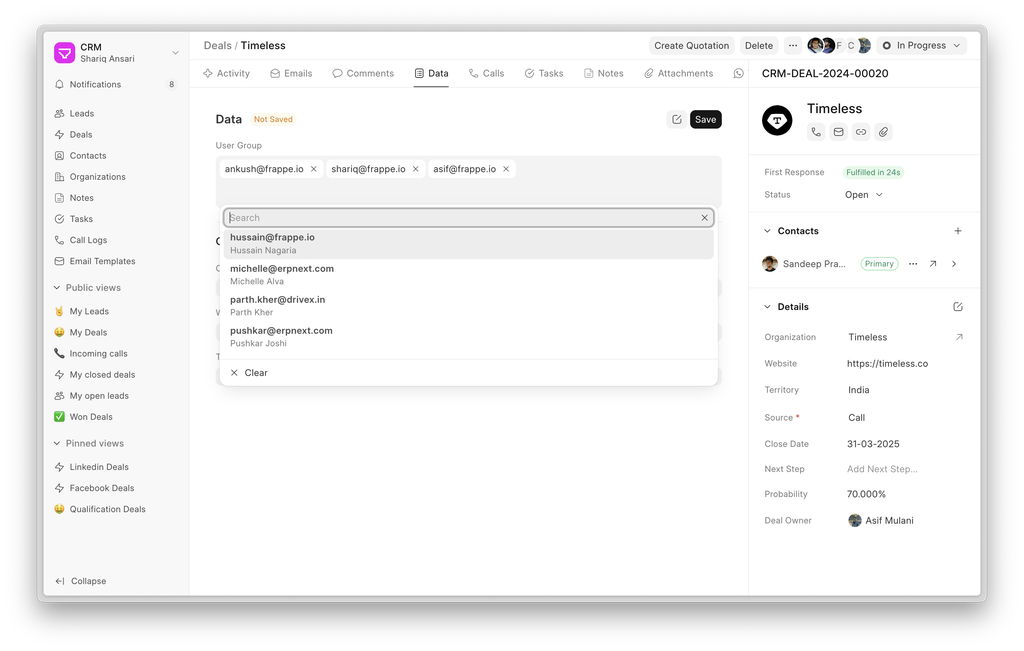 CRM
Shariq Ansari
Notifications 8
Leads
Deals
Contacts
Organizations
Notes
Tasks
Call Logs
Email Templates
Public views
My Leads
My Deals
Incoming calls
My closed deals
My open leads
Won Deals
Pinned views
Linkedin Deals
Facebook Deals
Qualification Deals
Collapse
Deals / Timeless
Create Quotation Delete F C In Progress
Activity Emails Comments Data Calls Tasks Notes Attachments
Data Not Saved Save
User Group
ankush@frappe.io shariq@frappe.io asif@frappe.io
Search
hussain@frappe.io
Hussain Nagaria
michelle@erpnext.com
Michelle Alva
parth.kher@drivex.in
Parth Kher
pushkar@erpnext.com
Pushkar Joshi
Clear
CRM-DEAL-2024-00020
Timeless
First Response Fulfilled in 24s
Status Open
Contacts
Sandeep Pra... Primary
Details
Organization Timeless
Website https://timeless.co
Territory India
Source * Call
Close Date 31-03-2025
Next Step Add Next Step...
Probability 70.000%
Deal Owner Asif Mulani